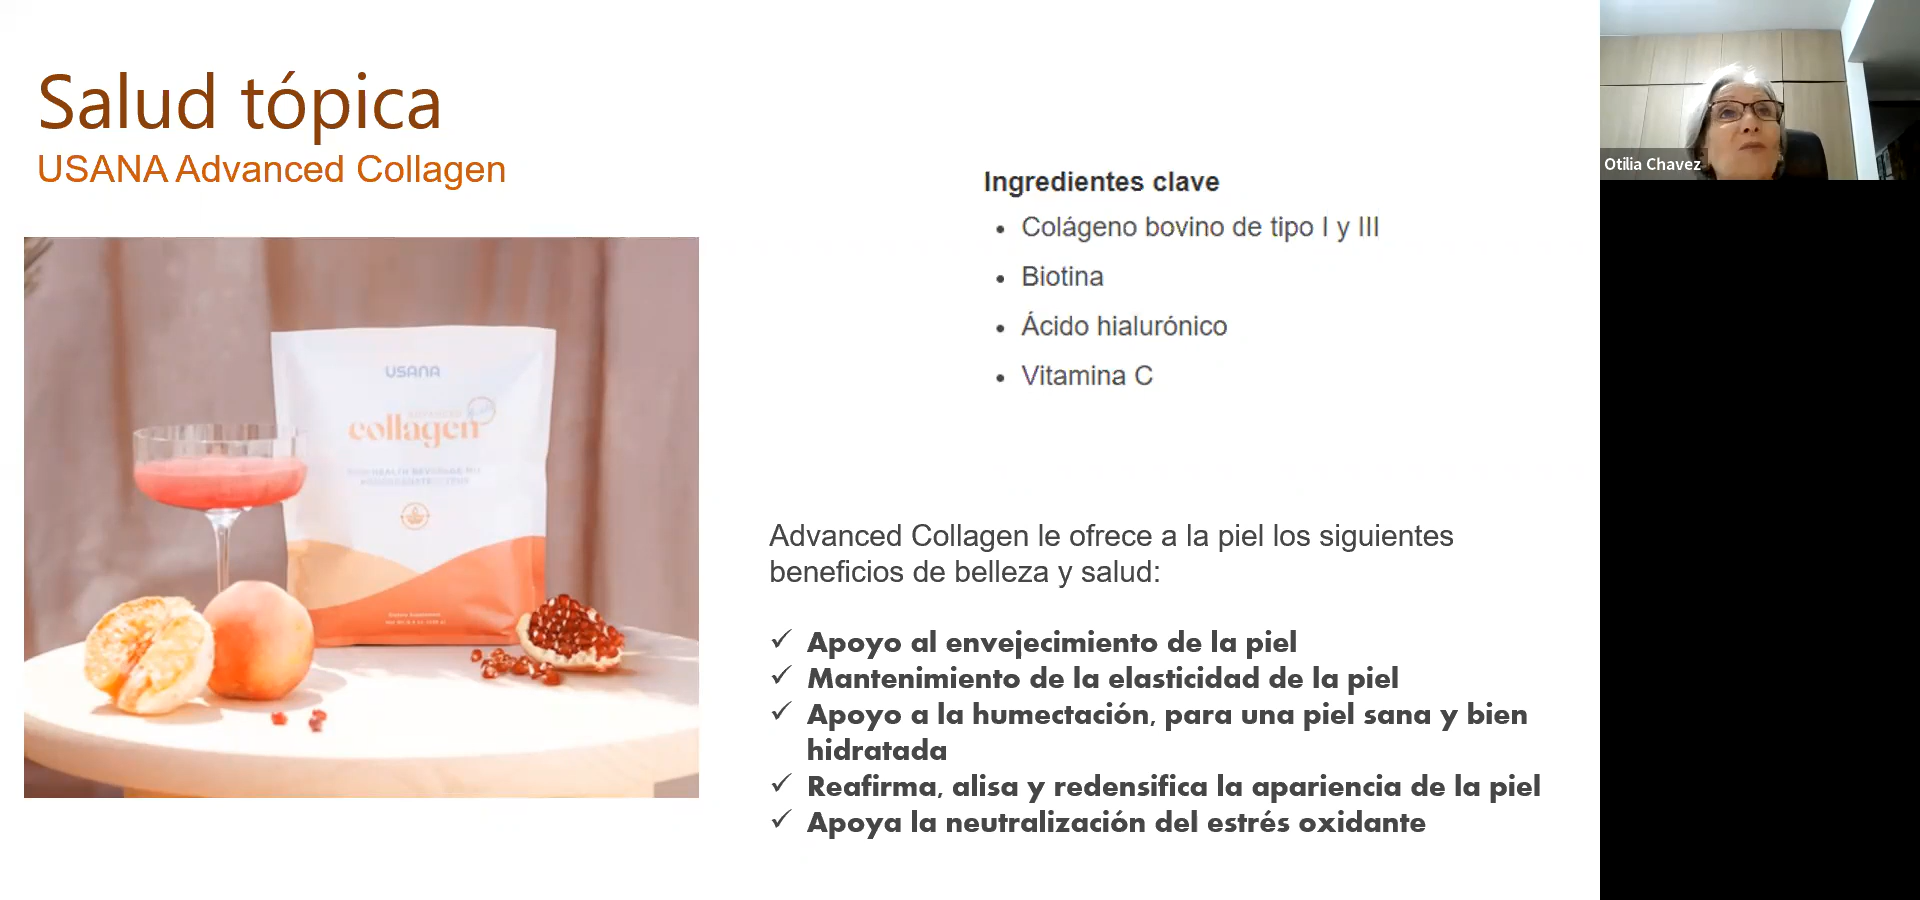 Salud tópica
USANA Advanced Collagen
USANA
collagen
Ingredientes clave
• Colágeno bovino de tipo I y III
• Biotina
• Ácido hialurónico
• Vitamina C
Advanced Collagen le ofrece a la piel los siguientes
beneficios de belleza y salud:
✓ Apoyo al envejecimiento de la piel
✓ Mantenimiento de la elasticidad de la piel
✓ Apoyo a la humectación, para una piel sana y bien
hidratada
✓ Reafirma, alisa y redensifica la apariencia de la piel
✓ Apoya la neutralización del estrés oxidante
Otilia Chavez